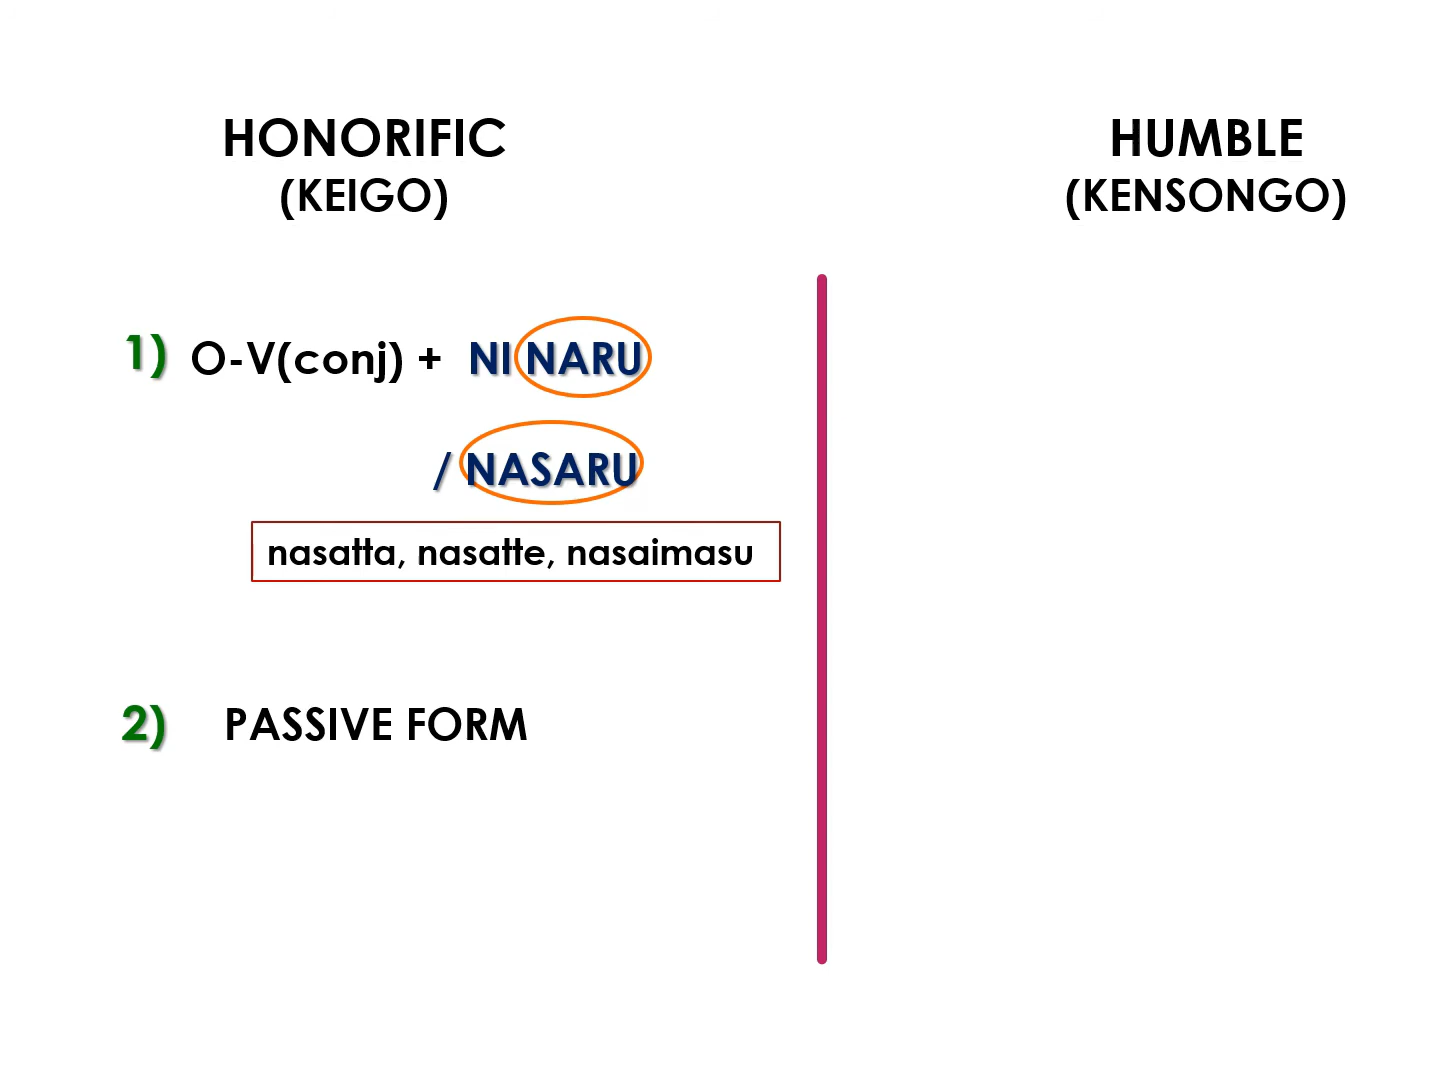 HONORIFIC
(KEIGO)
HUMBLE
(KENSONGO)
1) O-V(conj) + NI NARU
/ NASARU
nasatta, nasatte, nasaimasu
2) PASSIVE FORM